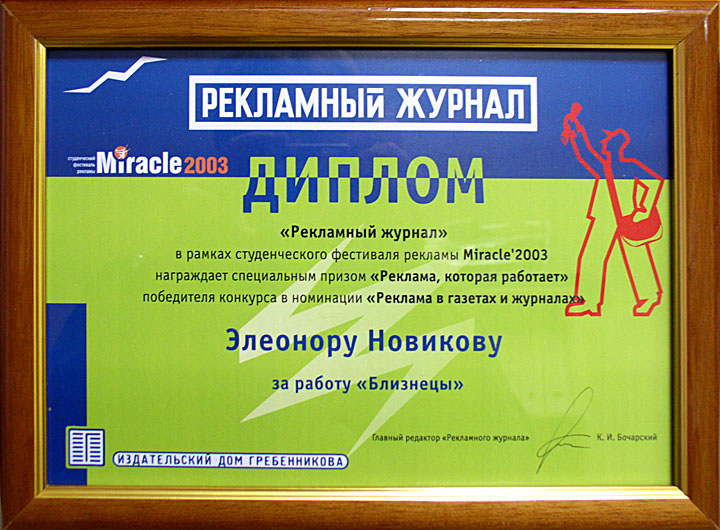 РЕКЛАМНЫЙ ЖУРНАЛ
студенческий
фестиваль
рекламы
Miracle 2003
ДИПЛОМ
«Рекламный журнал»
в рамках студенческого фестиваля рекламы Miracle'2003
награждает специальным призом «Реклама, которая работает»
победителя конкурса в номинации «Реклама в газетах и журналах»
Элеонору Новикову
за работу «Близнецы»
Главный редактор «Рекламного журнала»
К. И. Бочарский
ИЗДАТЕЛЬСКИЙ ДОМ ГРЕБЕННИКОВА